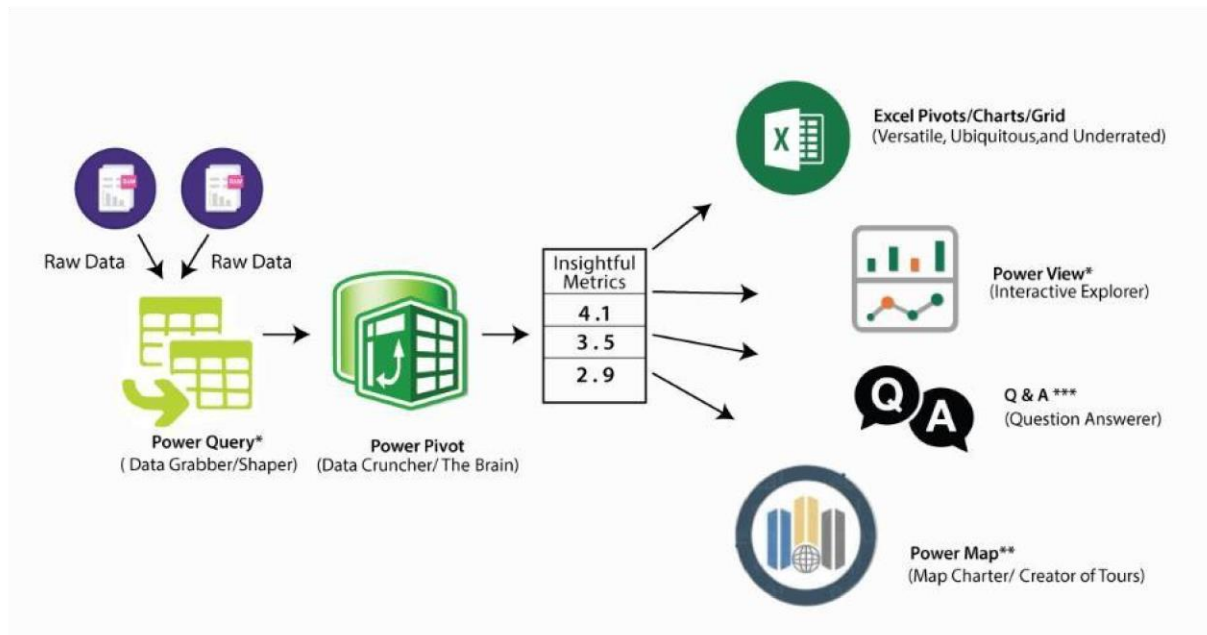 Raw Data
Raw Data
Power Query*
( Data Grabber/Shaper)
Power Pivot
(Data Cruncher/ The Brain)
Insightful
Metrics
4.1
3.5
2.9
X
Excel Pivots/Charts/Grid
(Versatile, Ubiquitous,and Underrated)
Power View*
(Interactive Explorer)
Q A
Q & A ***
(Question Answerer)
Power Map**
(Map Charter/ Creator of Tours)